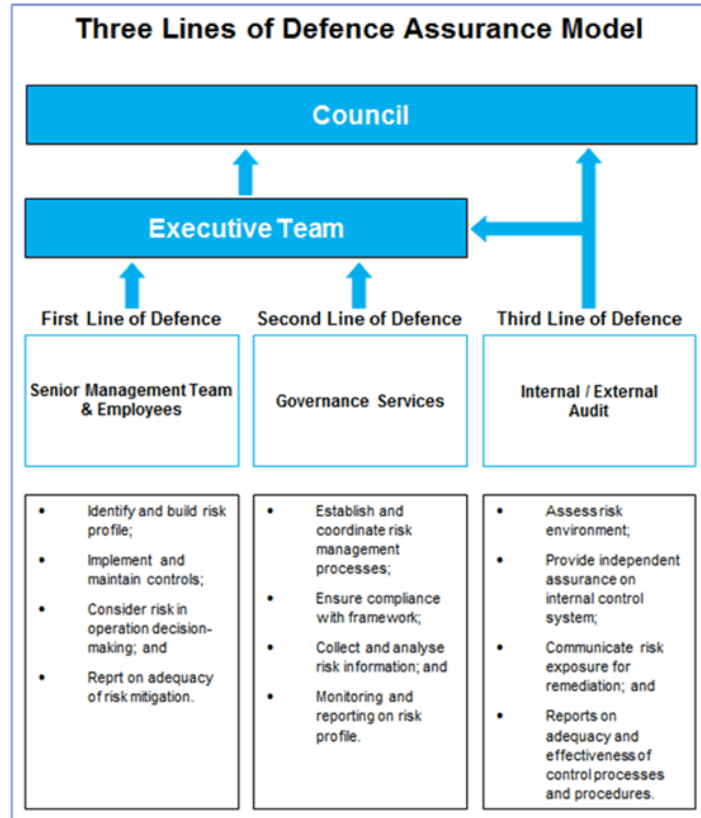 Three Lines of Defence Assurance Model
Council
Executive Team
First Line of Defence
Second Line of Defence
Third Line of Defence
Senior Management Team
& Employees
Governance Services
Internal / External
Audit
• Identify and build risk
profile;
• Implement and
maintain controls;
• Consider risk in
operation decision-
making; and
• Reprt on adequacy
of risk mitigation.
• Establish and
coordinate risk
management
processes;
• Ensure compliance
with framework;
• Collect and analyse
risk information; and
• Monitoring and
reporting on risk
profile.
• Assess risk
environment;
• Provide independent
assurance on
internal control
system;
• Communicate risk
exposure for
remediation; and
• Reports on
adequacy and
effectiveness of
control processes
and procedures.